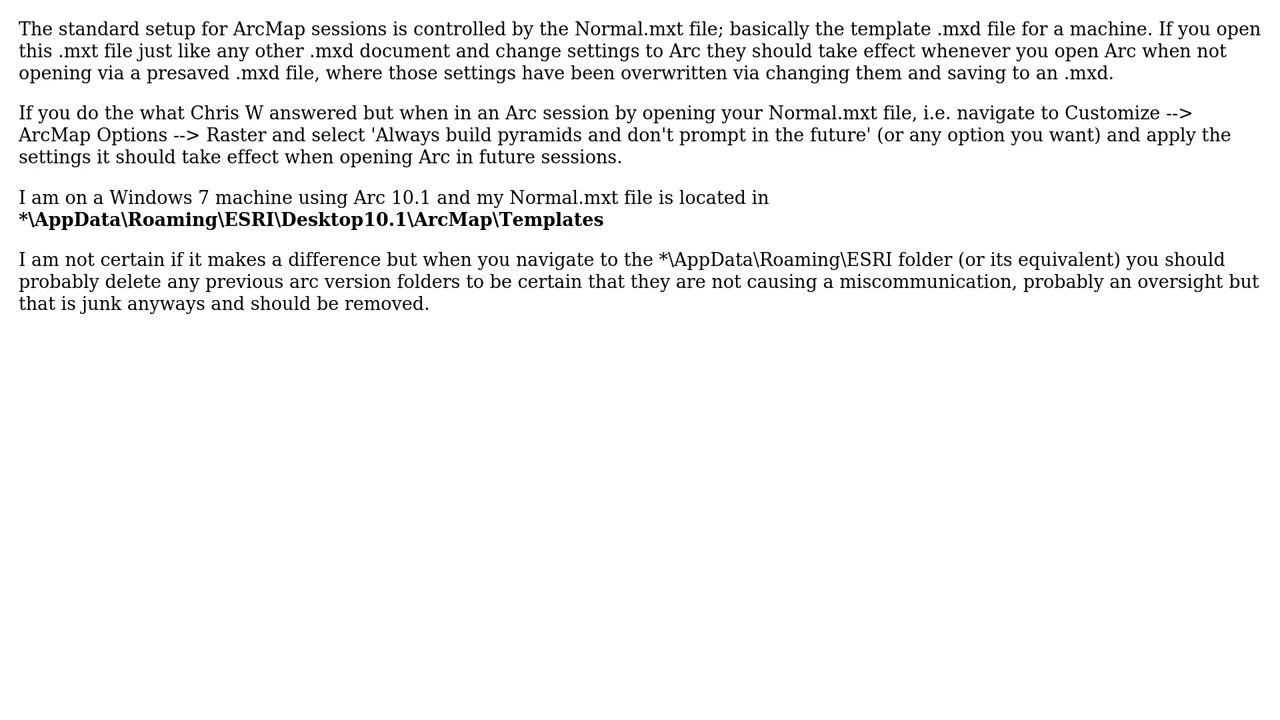 The standard setup for ArcMap sessions is controlled by the Normal.mxt file; basically the template .mxd file for a machine. If you open
this .mxt file just like any other .mxd document and change settings to Arc they should take effect whenever you open Arc when not
opening via a presaved .mxd file, where those settings have been overwritten via changing them and saving to an .mxd.
If you do the what Chris W answered but when in an Arc session by opening your Normal.mxt file, i.e. navigate to Customize -->
ArcMap Options --> Raster and select 'Always build pyramids and don't prompt in the future' (or any option you want) and apply the
settings it should take effect when opening Arc in future sessions.
I am on a Windows 7 machine using Arc 10.1 and my Normal.mxt file is located in
*\AppData\Roaming\ESRI\Desktop10.1\ArcMap\Templates
I am not certain if it makes a difference but when you navigate to the *\AppData\Roaming\ESRI folder (or its equivalent) you should
probably delete any previous arc version folders to be certain that they are not causing a miscommunication, probably an oversight but
that is junk anyways and should be removed.